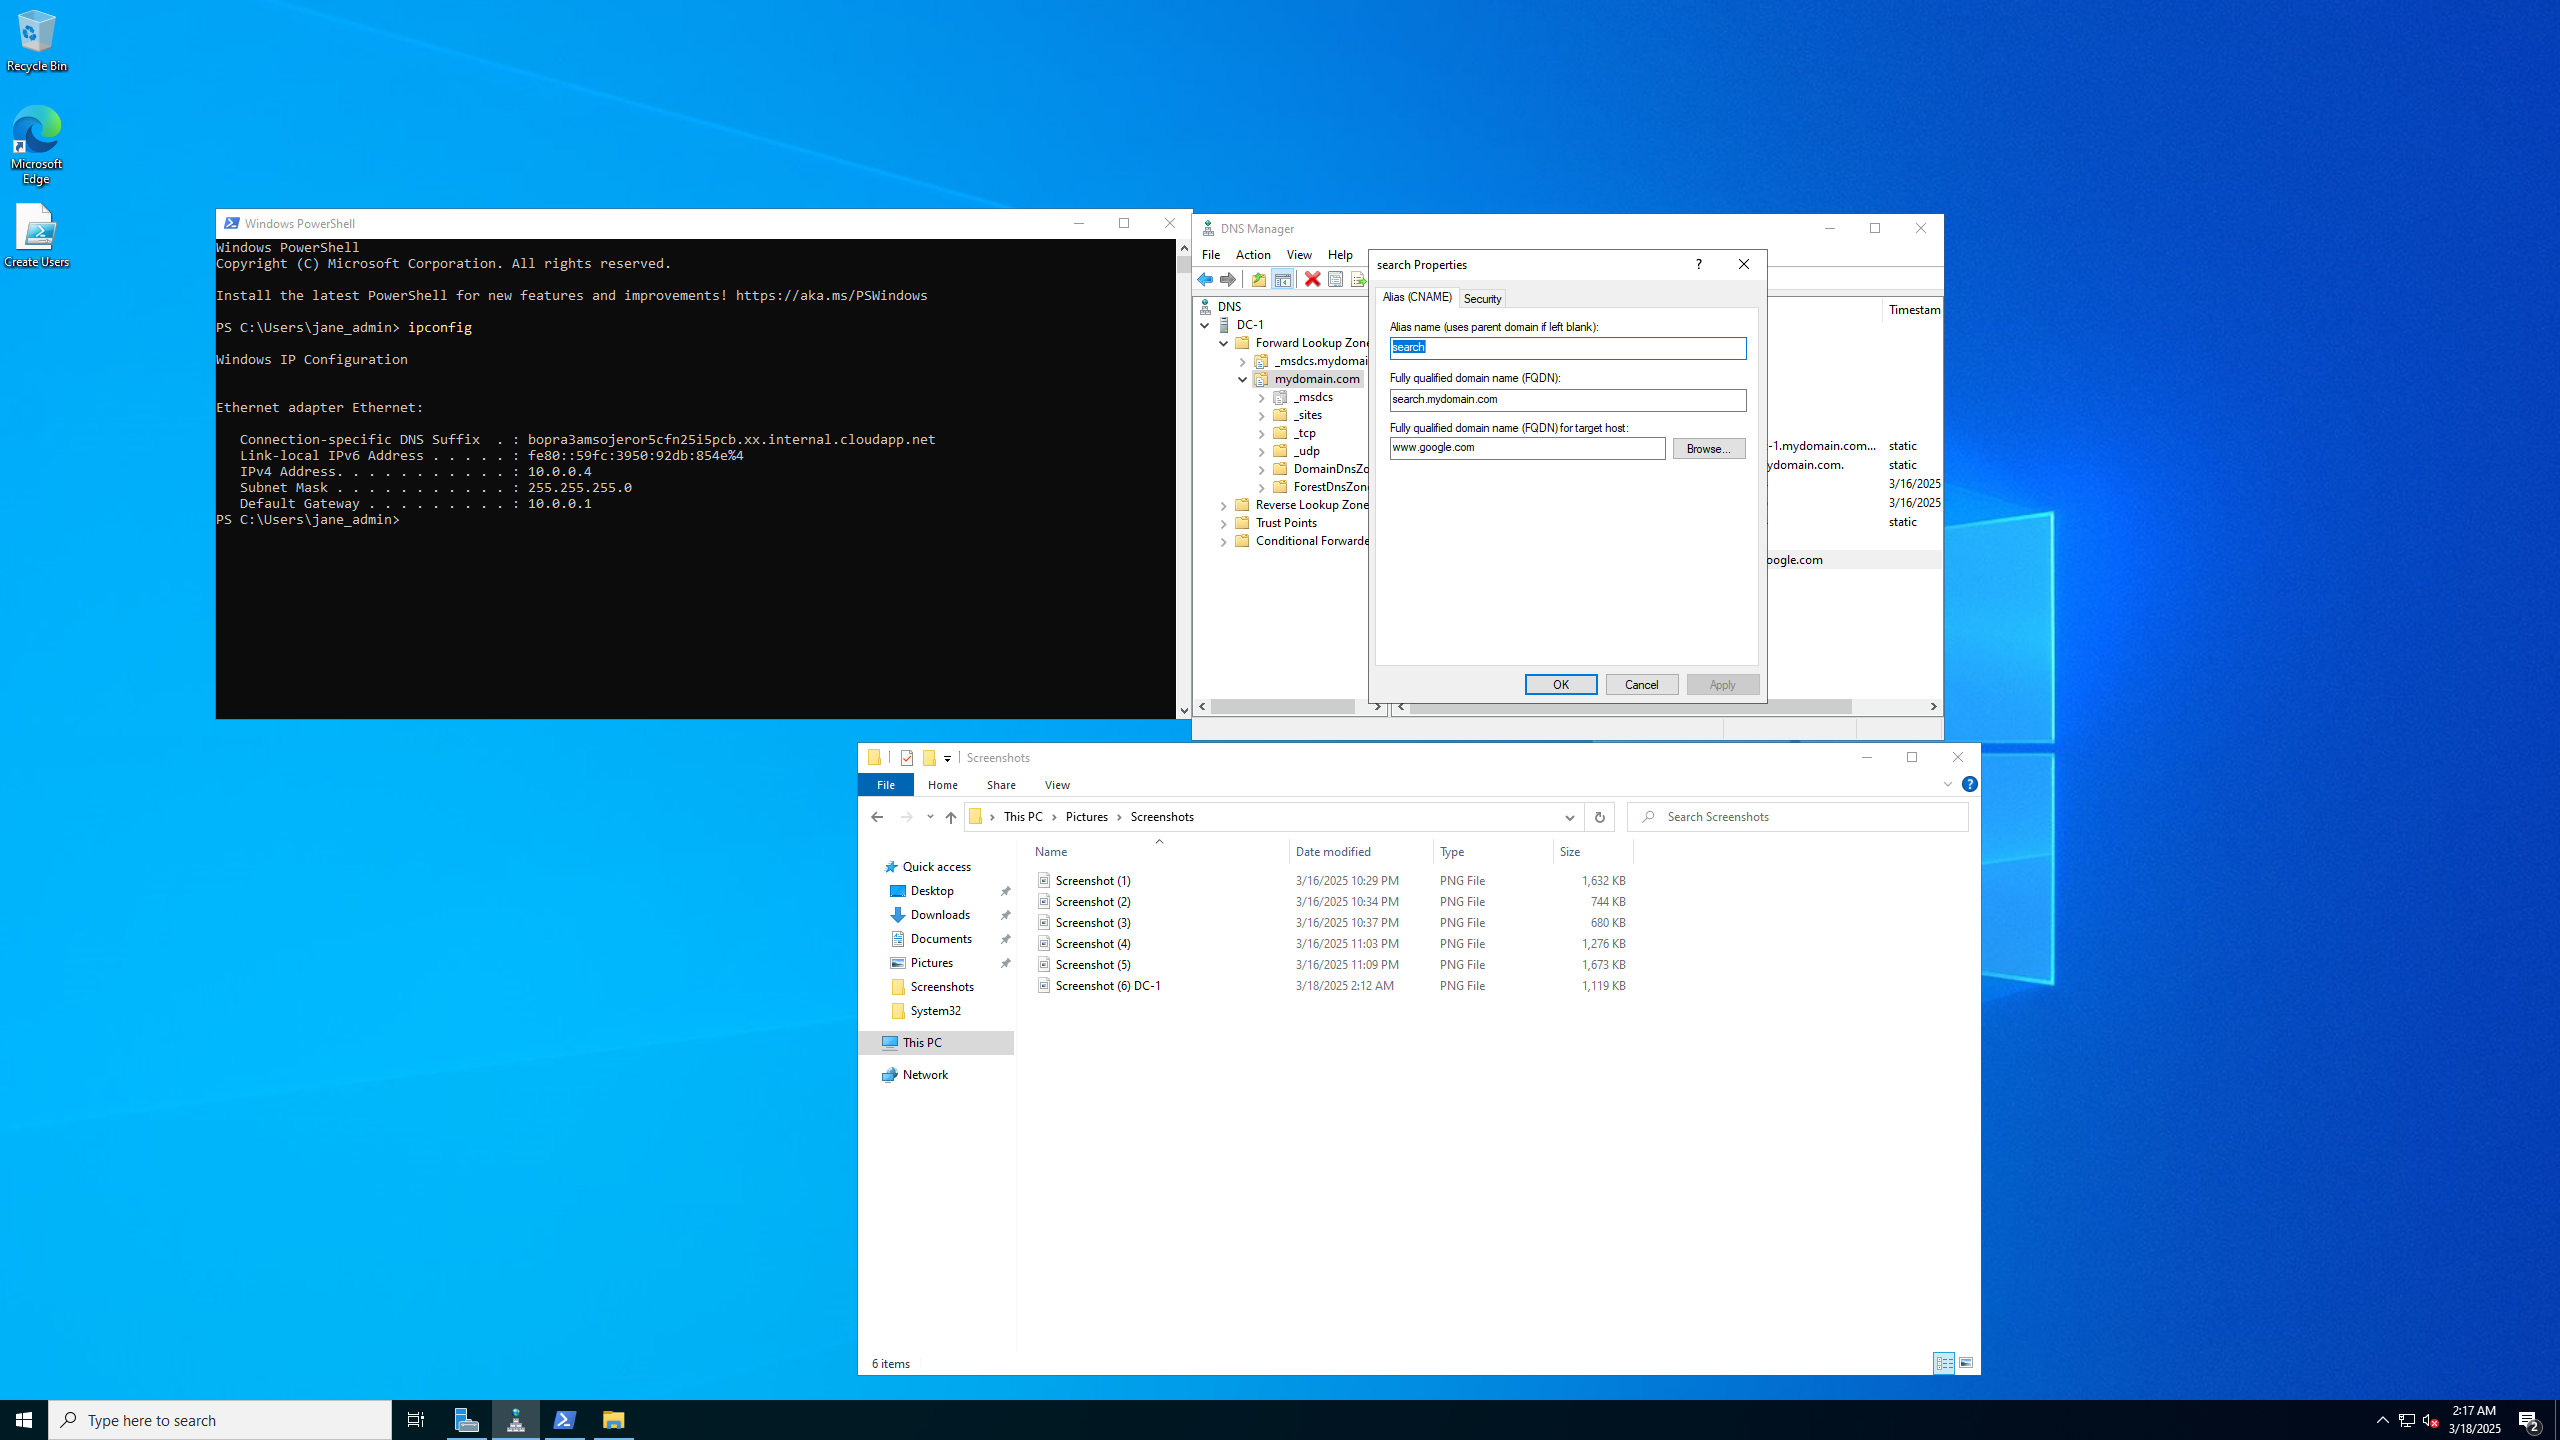 Recycle Bin
Microsoft
Edge
Create Users
Windows PowerShell
Windows PowerShell
Copyright (C) Microsoft Corporation. All rights reserved.
Install the latest PowerShell for new features and improvements! https://aka.ms/PSWindows
PS C:\Users\jane_admin> ipconfig
Windows IP Configuration
Ethernet adapter Ethernet:
Connection-specific DNS Suffix  . : bopra3amsojeror5cfn25i5pcb.xx.internal.cloudapp.net
Link-local IPv6 Address . . . . . : fe80::59fc:3950:92db:854e%4
IPv4 Address. . . . . . . . . . . : 10.0.0.4
Subnet Mask . . . . . . . . . . . : 255.255.255.0
Default Gateway . . . . . . . . . : 10.0.0.1
PS C:\Users\jane_admin>
DNS Manager
File Action View Help
DNS
DC-1
Forward Lookup Zone
_msdcs.mydomai
mydomain.com
_msdcs
_sites
_tcp
_udp
DomainDnsZo
ForestDnsZone
Reverse Lookup Zone
Trust Points
Conditional Forwarde
Timestam
-1.mydomain.com... static
ydomain.com. static
3/16/2025
3/16/2025
static
oogle.com
search Properties
?
Alias (CNAME) Security
Alias name (uses parent domain if left blank):
search
Fully qualified domain name (FQDN):
search.mydomain.com
Fully qualified domain name (FQDN) for target host:
www.google.com Browse...
OK Cancel Apply
Screenshots
File Home Share View
This PC Pictures Screenshots Search Screenshots
Quick access
Desktop
Downloads
Documents
Pictures
Screenshots
System32
This PC
Network
Name Date modified Type Size
Screenshot (1) 3/16/2025 10:29 PM PNG File 1,632 KB
Screenshot (2) 3/16/2025 10:34 PM PNG File 744 KB
Screenshot (3) 3/16/2025 10:37 PM PNG File 680 KB
Screenshot (4) 3/16/2025 11:03 PM PNG File 1,276 KB
Screenshot (5) 3/16/2025 11:09 PM PNG File 1,673 KB
Screenshot (6) DC-1 3/18/2025 2:12 AM PNG File 1,119 KB
6 items
Type here to search
2:17 AM
3/18/2025
2